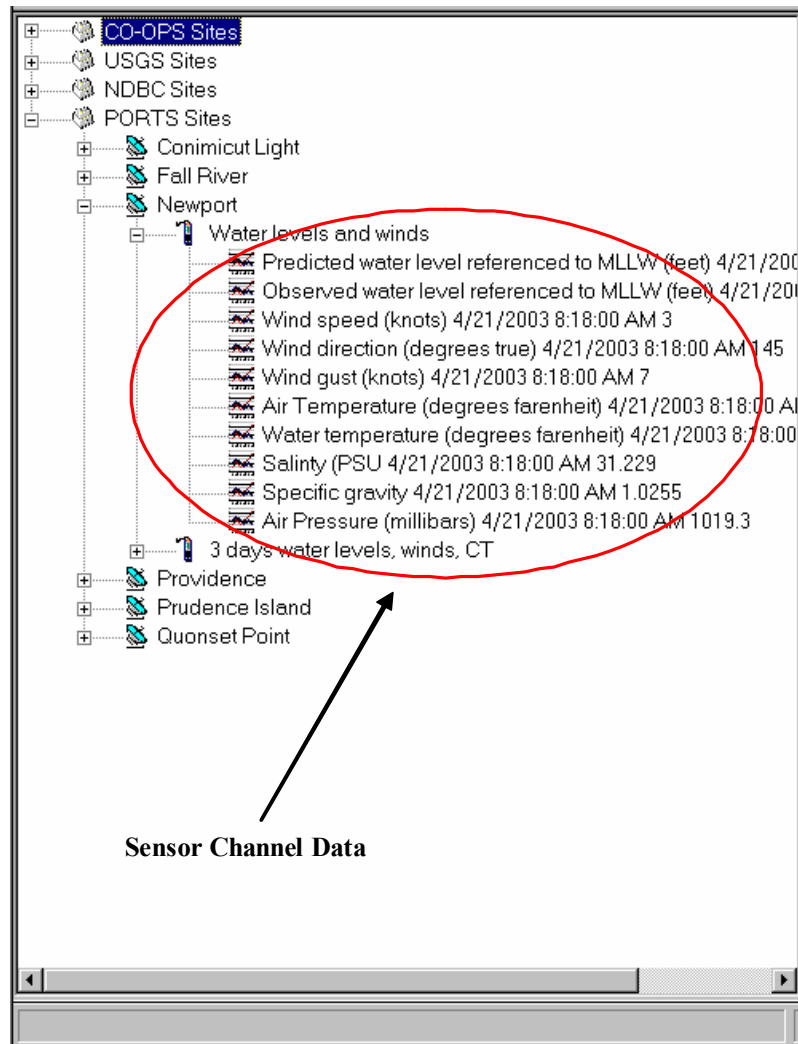 CO-OPS Sites
USGS Sites
NDBC Sites
PORTS Sites
Conimicut Light
Fall River
Newport
Water levels and winds
Predicted water level referenced to MLLW (feet) 4/21/200
Observed water level referenced to MLLW (feet) 4/21/20
Wind speed (knots) 4/21/2003 8:18:00 AM 3
Wind direction (degrees true) 4/21/2003 8:18:00 AM 145
Wind gust (knots) 4/21/2003 8:18:00 AM 7
Air Temperature (degrees farenheit) 4/21/2003 8:18:00 A
Water temperature (degrees farenheit) 4/21/2003 8:18:00
Salinty (PSU 4/21/2003 8:18:00 AM 31.229
Specific gravity 4/21/2003 8:18:00 AM 1.0255
Air Pressure (millibars) 4/21/2003 8:18:00 AM 1019.3
3 days water levels, winds, CT
Providence
Prudence Island
Quonset Point
Sensor Channel Data